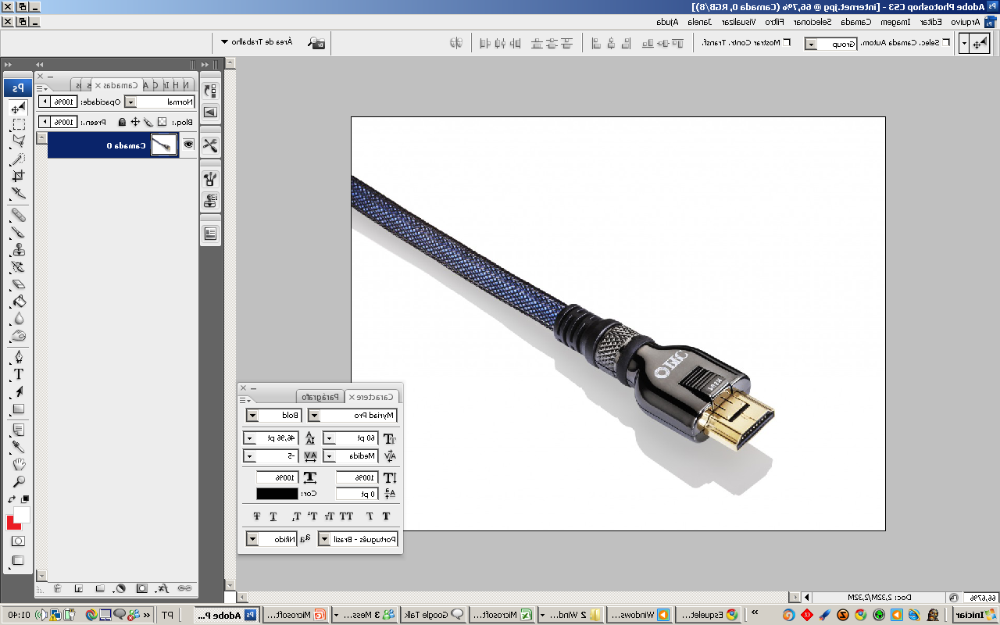 Adobe Photoshop CS3 - [internet.jpg @ 66,7% (Camada 0, RGB/8)]
Arquivo Editar Imagem Camada Selecionar Filtro Visualizar Janela Ajuda
Selec. Camada Autom. Group Mostrar Contr. Transf. Área de Trabalho
N H Ir C A Camadas
Normal Opacidade: 100%
Bloq.: Preen.: 100%
Camada 0
Ps
Caractere Parágrafo
Myriad Pro Bold
60 pt 46,96 pt
Medida -5
100% 100%
0 pt Cor:
Português - Brasil Nítido
66,67% Doc: 2,32M/2,32M
Iniciar Esquelet... Windows... 2 Wind... Microsoft... Google Talk 3 Mess... Microsoft... Adobe P... PT 01:40